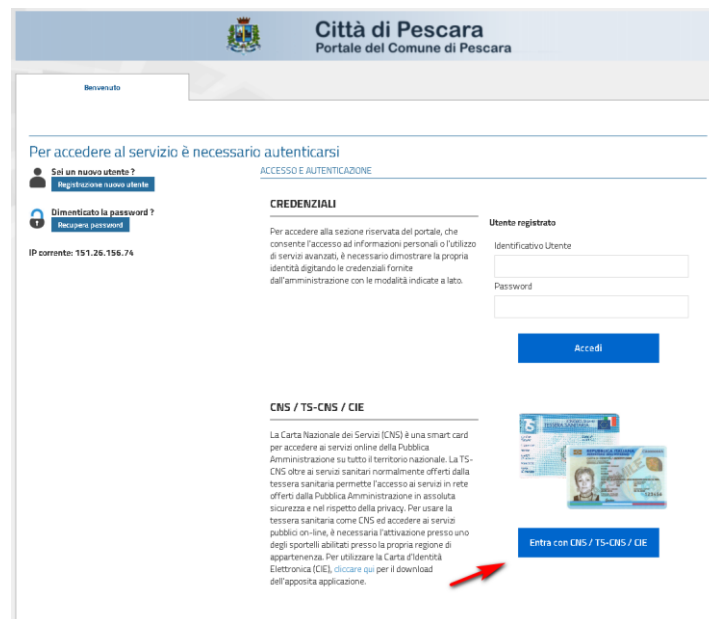 Città di Pescara
Portale del Comune di Pescara
Benvenuto
Per accedere al servizio è necessario autenticarsi
Sei un nuovo utente ?
Registrazione nuovo utente
Dimenticato la password ?
Recupera password
IP corrente: 151.26.156.74
ACCESSO E AUTENTICAZIONE
CREDENZIALI
Per accedere alla sezione riservata del portale, che
consente l'accesso ad informazioni personali o l'utilizzo
di servizi avanzati, è necessario dimostrare la propria
identità digitando le credenziali fornite
dall'amministrazione con le modalità indicate a lato.
Utente registrato
Identificativo Utente
Password
Accedi
CNS / TS-CNS / CIE
La Carta Nazionale dei Servizi (CNS) è una smart card
per accedere ai servizi online della Pubblica
Amministrazione su tutto il territorio nazionale. La TS-
CNS oltre ai servizi sanitari normalmente offerti dalla
tessera sanitaria permette l'accesso ai servizi in rete
offerti dalla Pubblica Amministrazione in assoluta
sicurezza e nel rispetto della privacy. Per usare la
tessera sanitaria come CNS ed accedere ai servizi
pubblici on-line, è necessaria l'attivazione presso uno
degli sportelli abilitati presso la propria regione di
appartenenza. Per utilizzare la Carta d'Identità
Elettronica (CIE), cliccare qui per il download
dell'apposita applicazione.
TESSERA SANITARIA
REPUBBLICA ITALIANA
Entra con CNS / TS-CNS / CIE